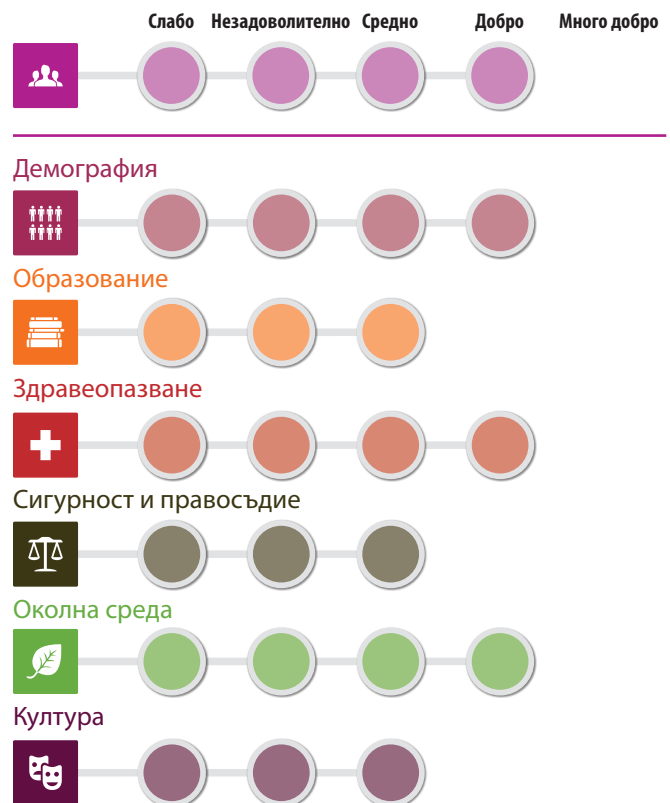 Слабо Незадоволително Средно Добро Много добро
Демография
Образование
Здравеопазване
Сигурност и правосъдие
Околна среда
Култура